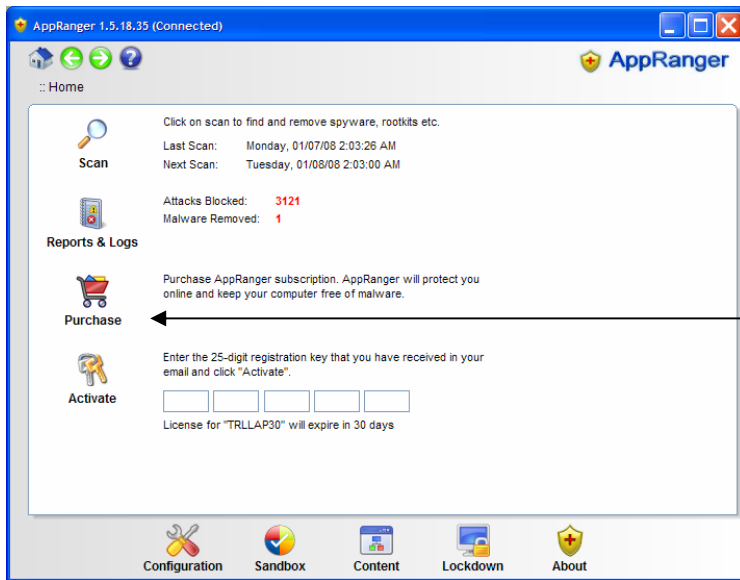 AppRanger 1.5.18.35 (Connected)
AppRanger
:: Home
Click on scan to find and remove spyware, rootkits etc.
Last Scan: Monday, 01/07/08 2:03:26 AM
Next Scan: Tuesday, 01/08/08 2:03:00 AM
Scan
Attacks Blocked: 3121
Malware Removed: 1
Reports & Logs
Purchase AppRanger subscription. AppRanger will protect you
online and keep your computer free of malware.
Purchase
Enter the 25-digit registration key that you have received in your
email and click "Activate".
Activate
License for "TRLLAP30" will expire in 30 days
Configuration
Sandbox
Content
Lockdown
About